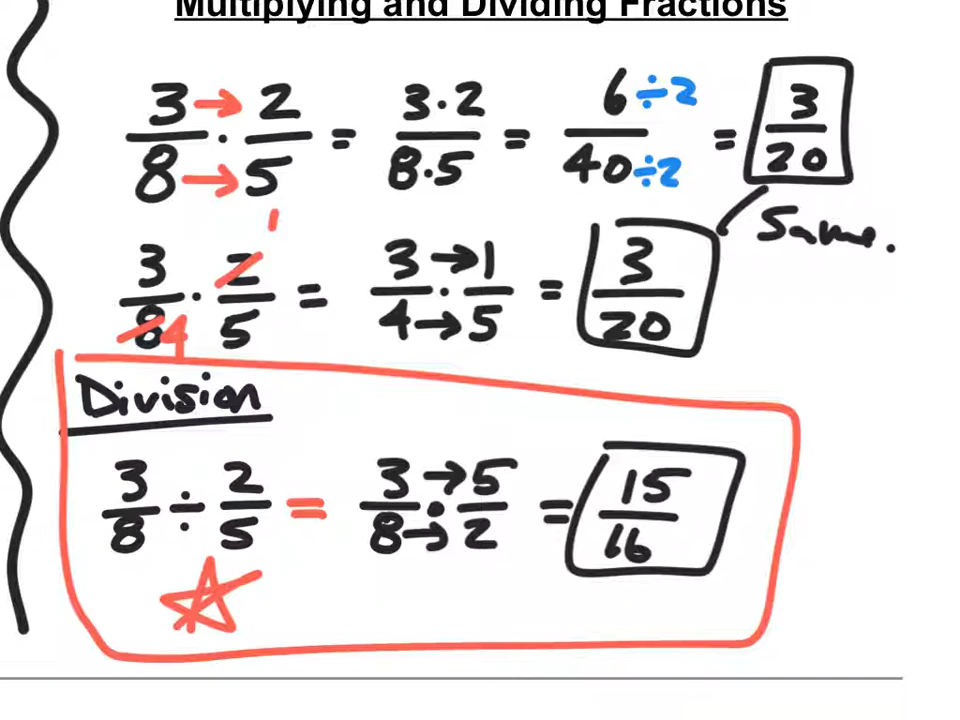 Multiplying and Dividing Fractions
3/8 → · → 2/5 = 3·2/8·5 = 6 ÷2/40 ÷2 = 3/20
Same.
1
3/8 4 · 2/5 = 3→1/4→5 = 3/20
Division
3/8 ÷ 2/5 = 3→5/8→2 = 15/16